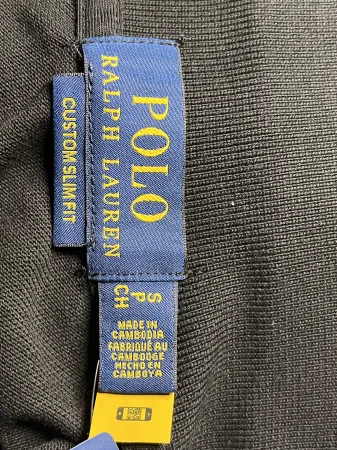 POLO
RALPH LAUREN
CUSTOM SLIM FIT
S
P
CH
MADE IN
CAMBODIA
FABRIQUÉ AU
CAMBODGE
HECHO EN
CAMBOYA